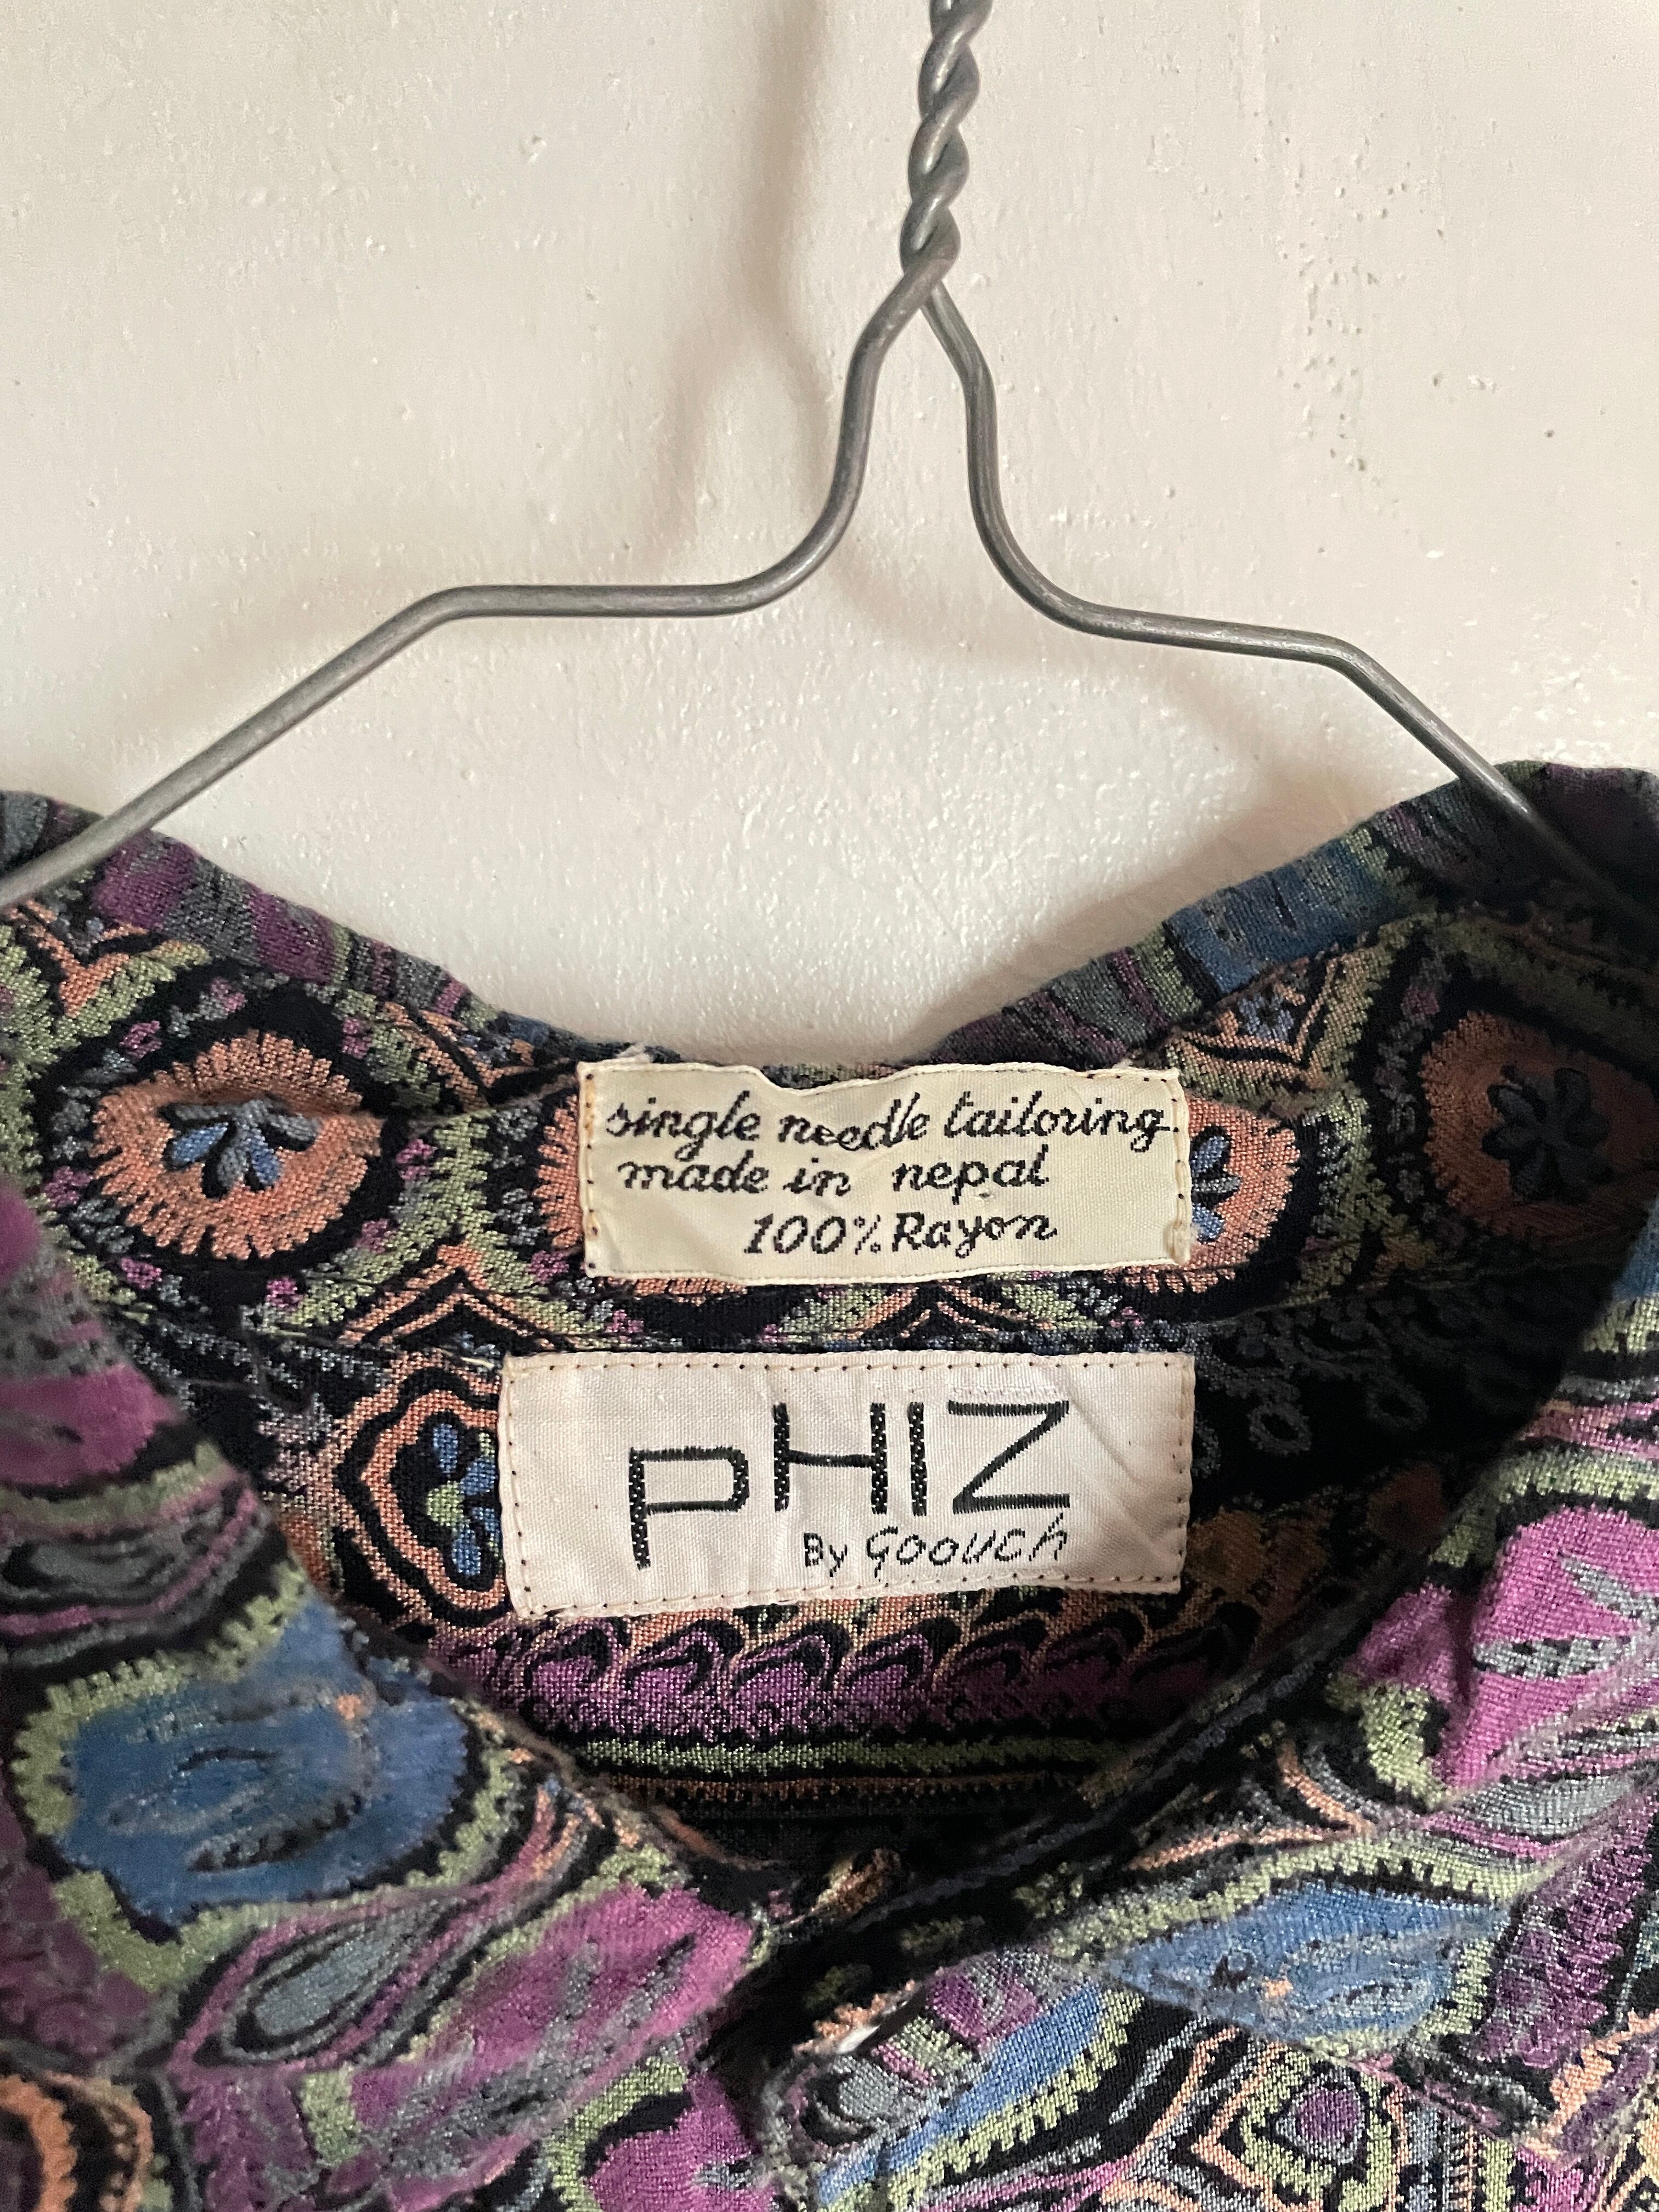 single needle tailoring
made in nepal
100% Rayon
PHIZ
By Goouch